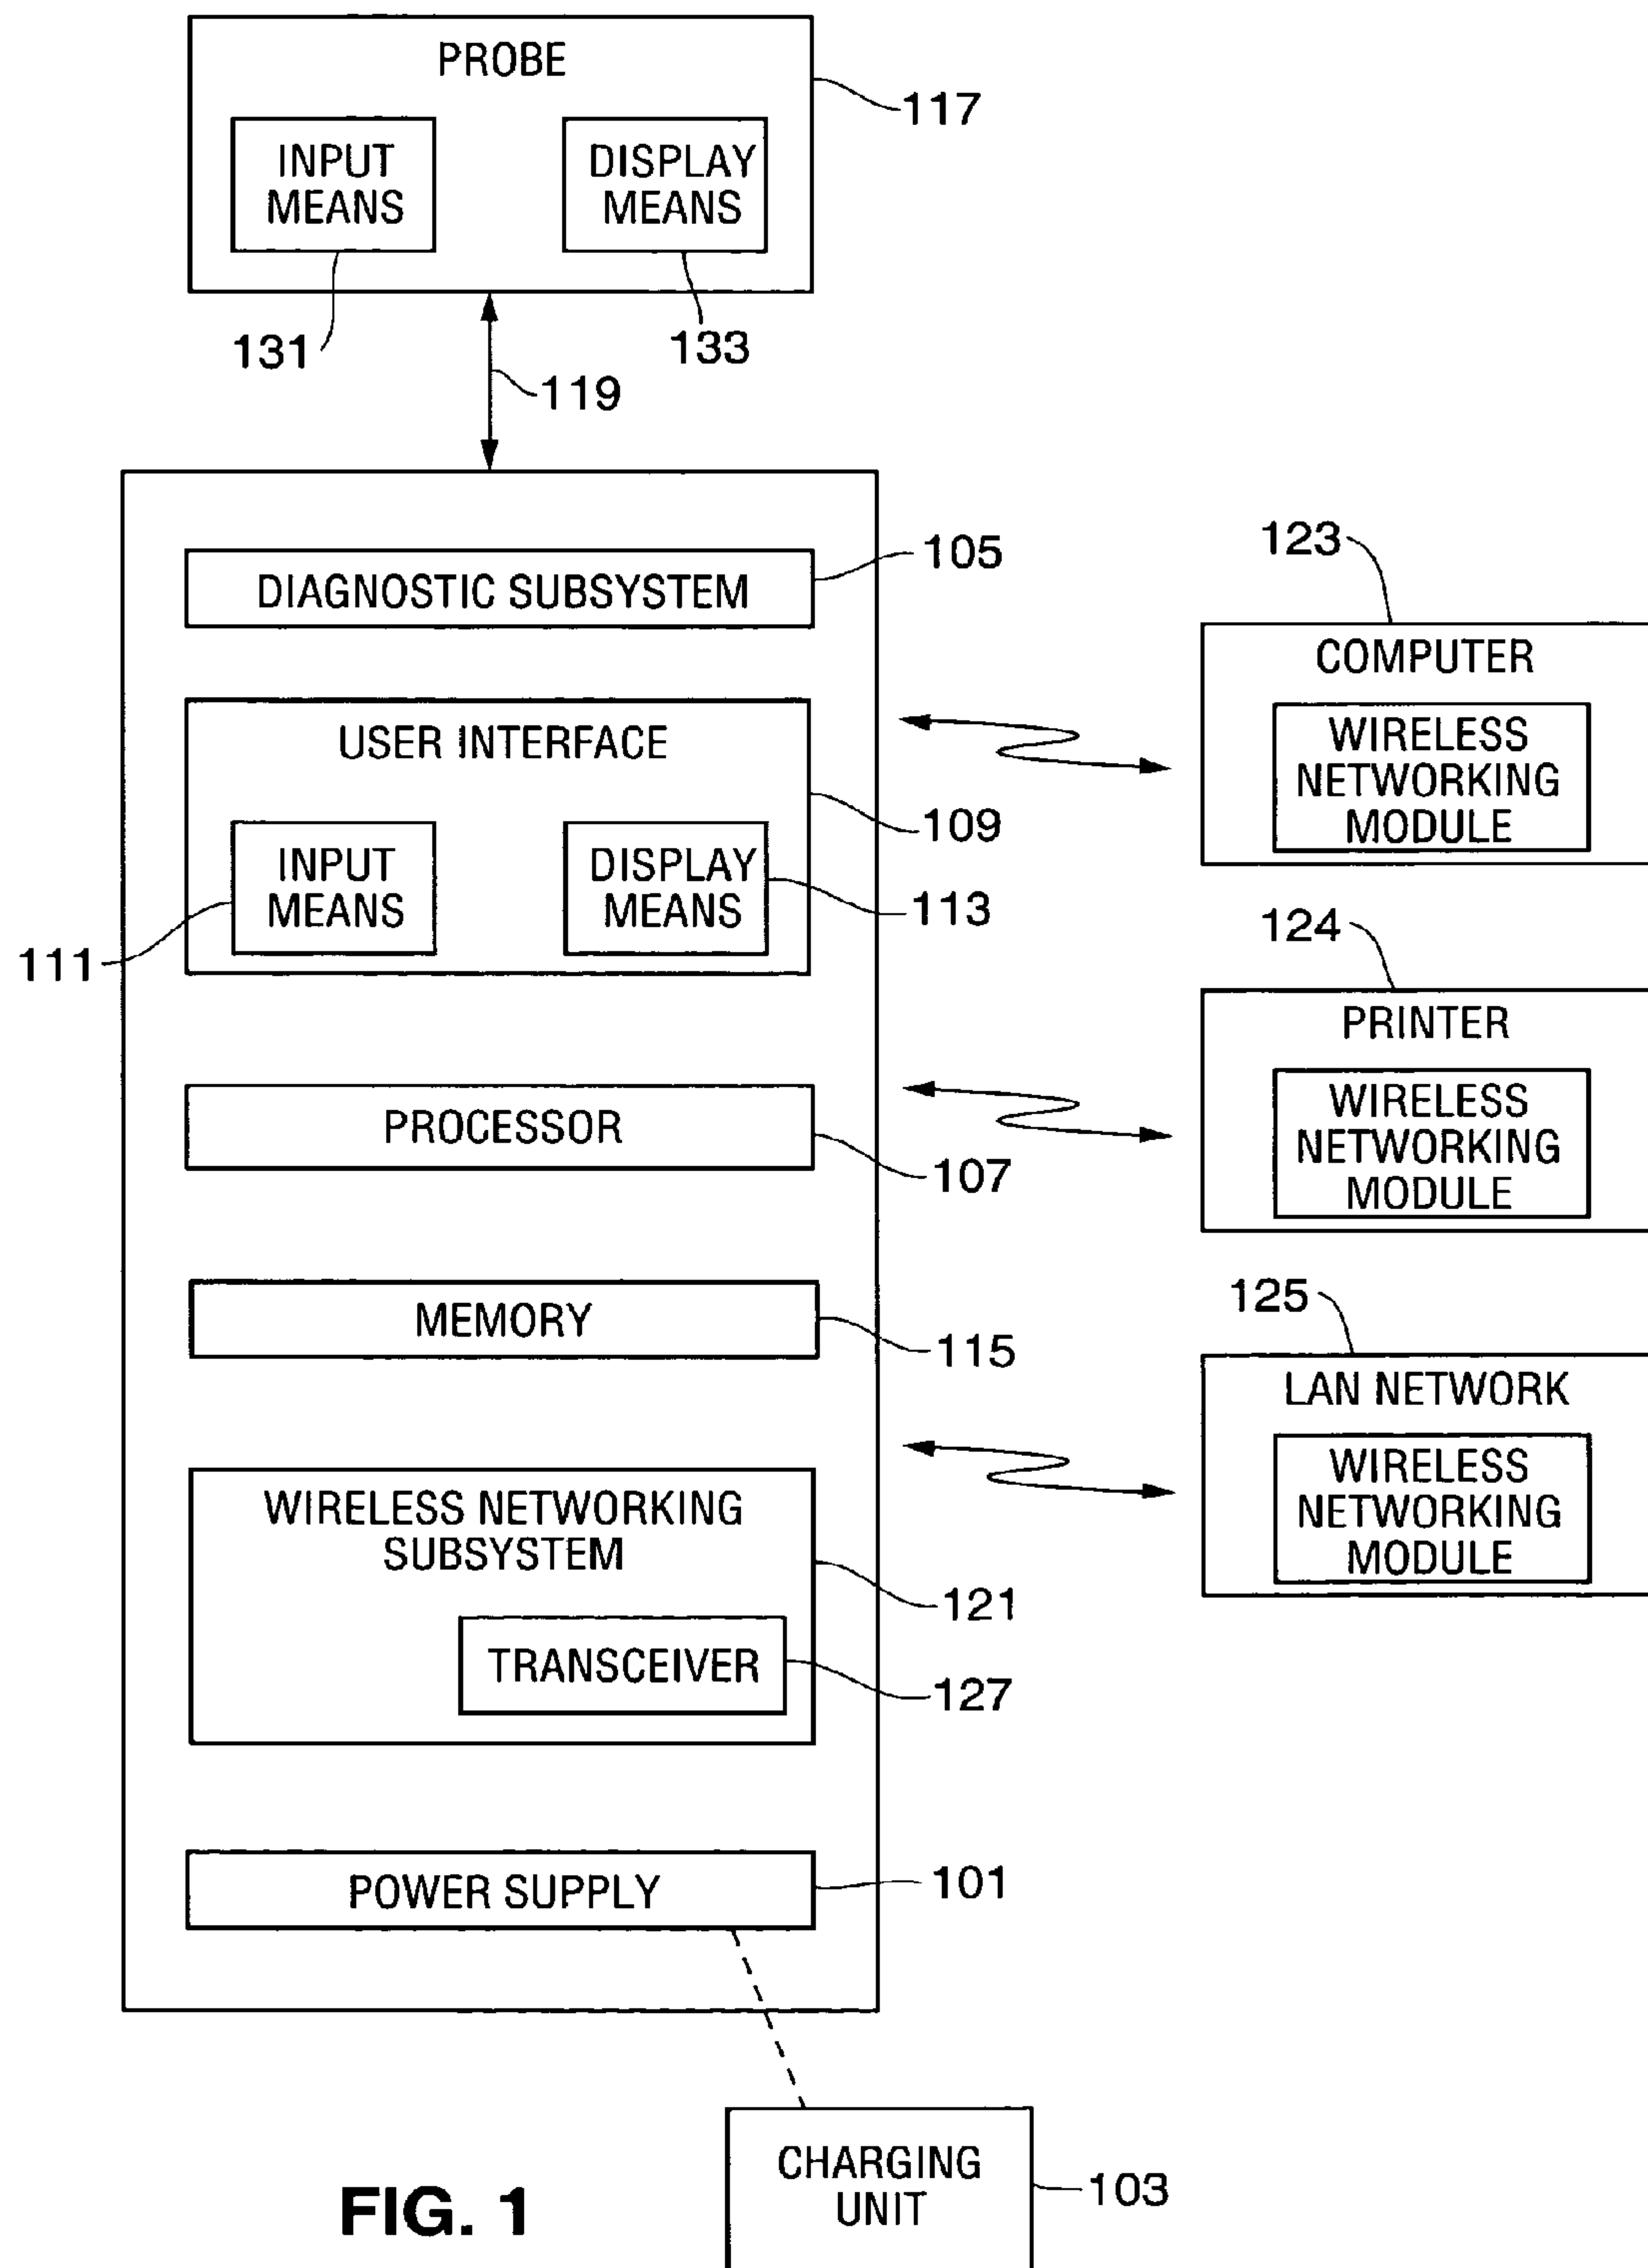 PROBE
117
INPUT
MEANS
DISPLAY
MEANS
131
133
119
105
DIAGNOSTIC SUBSYSTEM
USER INTERFACE
109
INPUT
MEANS
DISPLAY
MEANS
111
113
PROCESSOR
107
MEMORY
115
WIRELESS NETWORKING
SUBSYSTEM
121
TRANSCEIVER
127
POWER SUPPLY
101
123
COMPUTER
WIRELESS
NETWORKING
MODULE
124
PRINTER
WIRELESS
NETWORKING
MODULE
125
LAN NETWORK
WIRELESS
NETWORKING
MODULE
CHARGING
UNIT
103
FIG. 1